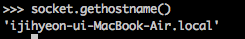 >>> socket.gethostname()
'ijihyeon-ui-MacBook-Air.local'